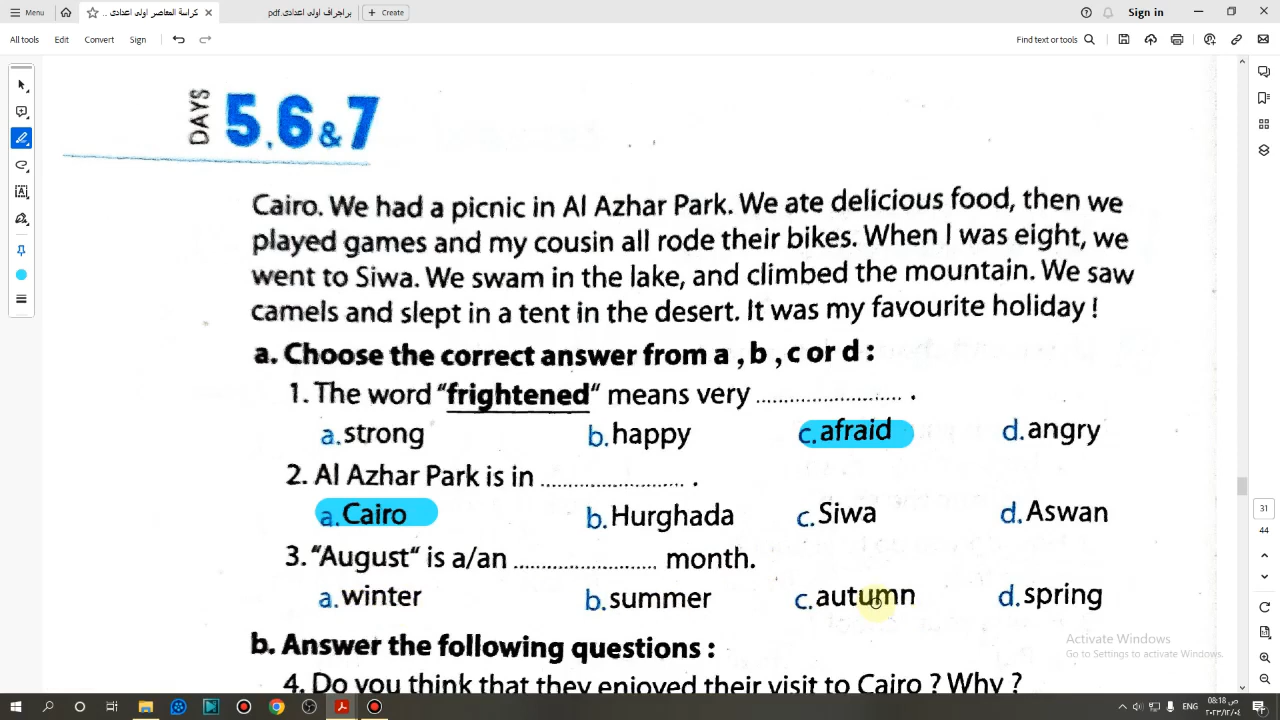 Menu
كراسة المعاصر اولى اعدادى ..
براجراف اولى اعدادى.pdf
Create
Sign in
All tools
Edit
Convert
Sign
Find text or tools
DAYS 5,6&7
Cairo. We had a picnic in Al Azhar Park. We ate delicious food, then we
played games and my cousin all rode their bikes. When I was eight, we
went to Siwa. We swam in the lake, and climbed the mountain. We saw
camels and slept in a tent in the desert. It was my favourite holiday !
a. Choose the correct answer from a , b , c or d :
1. The word “frightened“ means very ........................... .
a. strong b. happy c. afraid d. angry
2. Al Azhar Park is in ........................... .
a. Cairo b. Hurghada c. Siwa d. Aswan
3. “August“ is a/an ........................... month.
a. winter b. summer c. autumn d. spring
b. Answer the following questions :
4. Do you think that they enjoyed their visit to Cairo ? Why ?
31
44
Activate Windows
Go to Settings to activate Windows.
ENG
08:18 ص
٢٠٢٣/١٢/٠٤